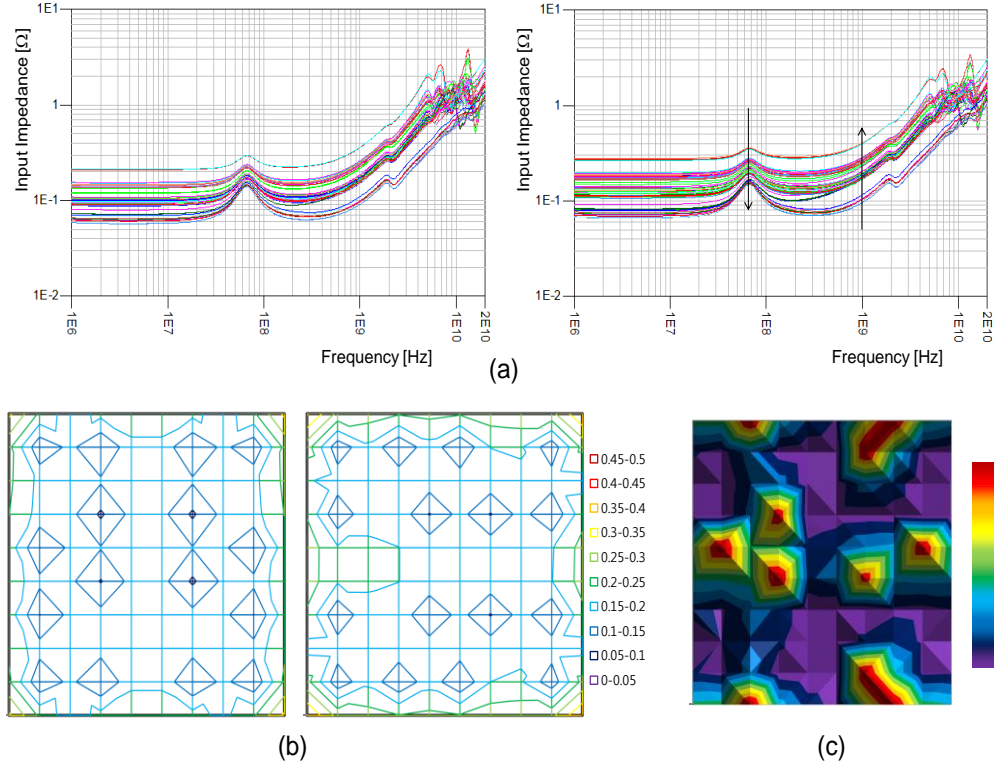 1E1
1
1E-1
1E-2
Input Impedance [Ω]
1E6
1E7
1E8
1E9
1E10
2E10
Frequency [Hz]
1E1
1
1E-1
1E-2
Input Impedance [Ω]
1E6
1E7
1E8
1E9
1E10
2E10
Frequency [Hz]
(a)
0.45-0.5
0.4-0.45
0.35-0.4
0.3-0.35
0.25-0.3
0.2-0.25
0.15-0.2
0.1-0.15
0.05-0.1
0-0.05
(b)
(c)